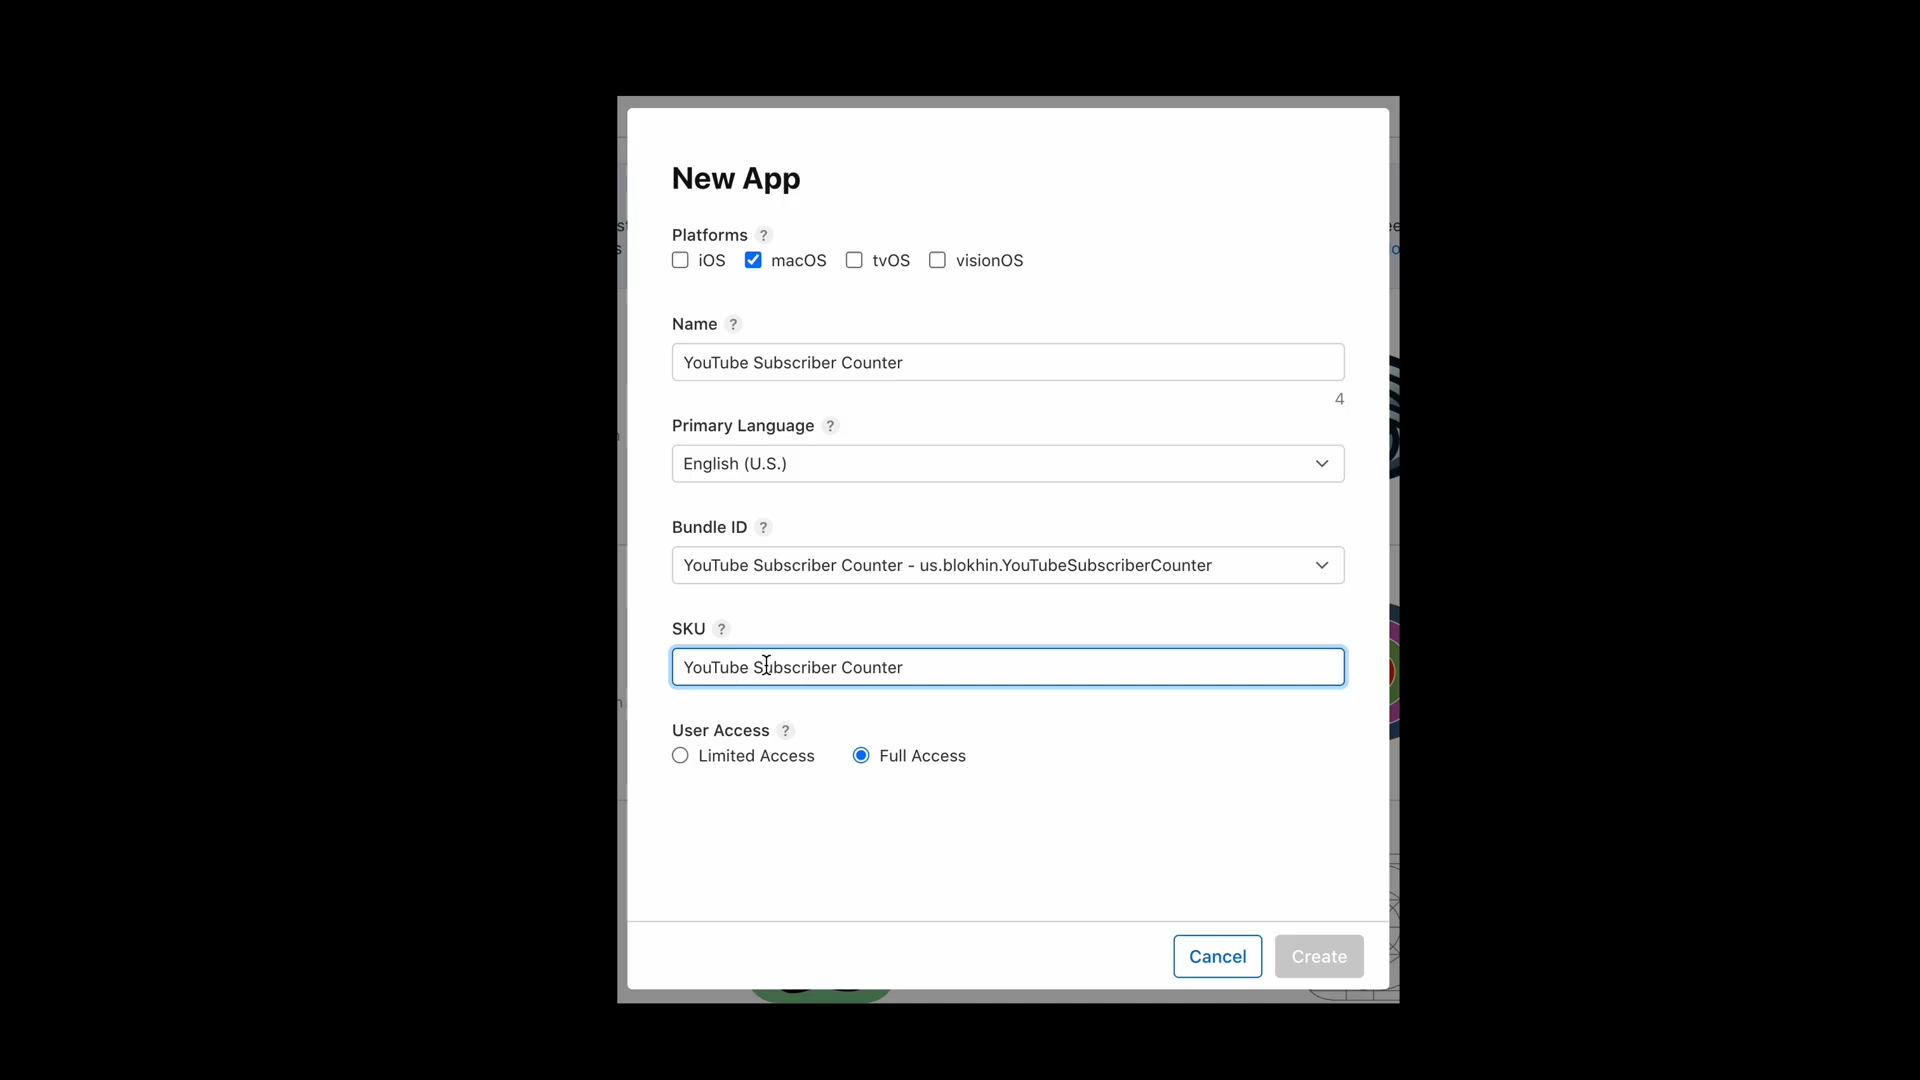 New App
Platforms ?
iOS macOS tvOS visionOS
Name ?
YouTube Subscriber Counter
4
Primary Language ?
English (U.S.)
Bundle ID ?
YouTube Subscriber Counter - us.blokhin.YouTubeSubscriberCounter
SKU ?
YouTube Subscriber Counter
User Access ?
Limited Access Full Access
Cancel Create